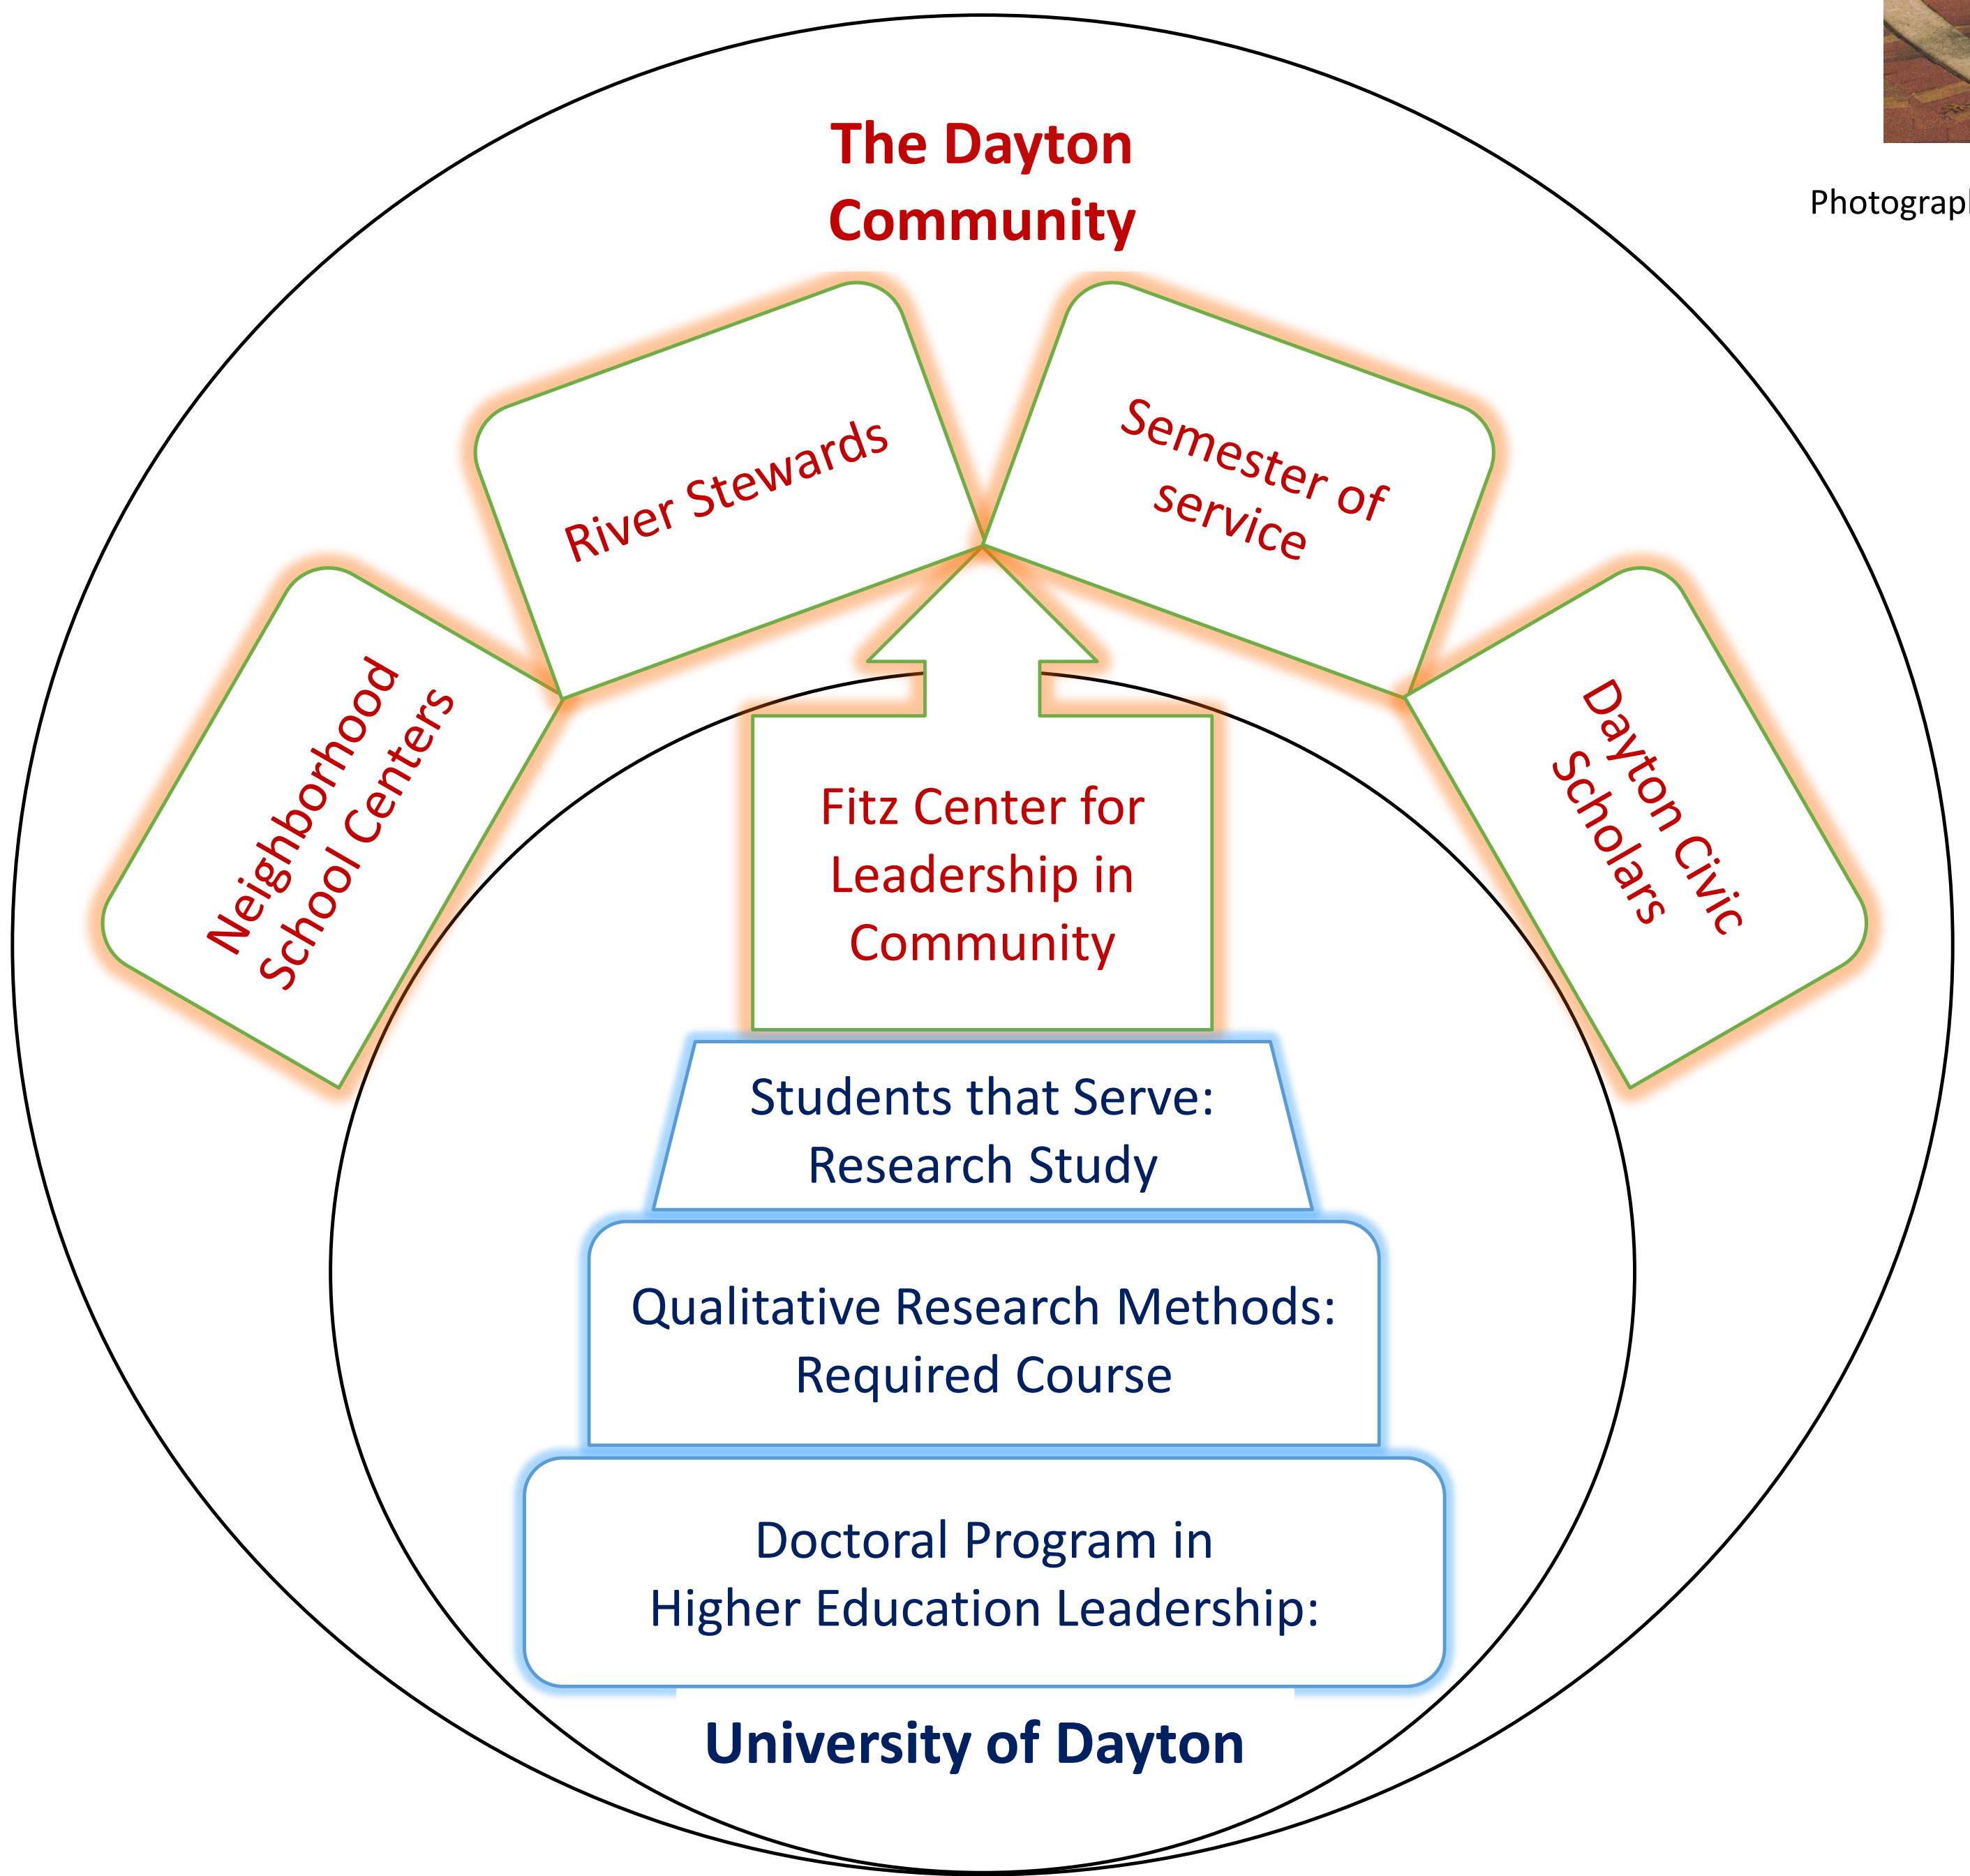 The Dayton
Community
Photograp
River Stewards
Semester of
service
Neighborhood
School Centers
Dayton Civic
Scholars
Fitz Center for
Leadership in
Community
Students that Serve:
Research Study
Qualitative Research Methods:
Required Course
Doctoral Program in
Higher Education Leadership:
University of Dayton